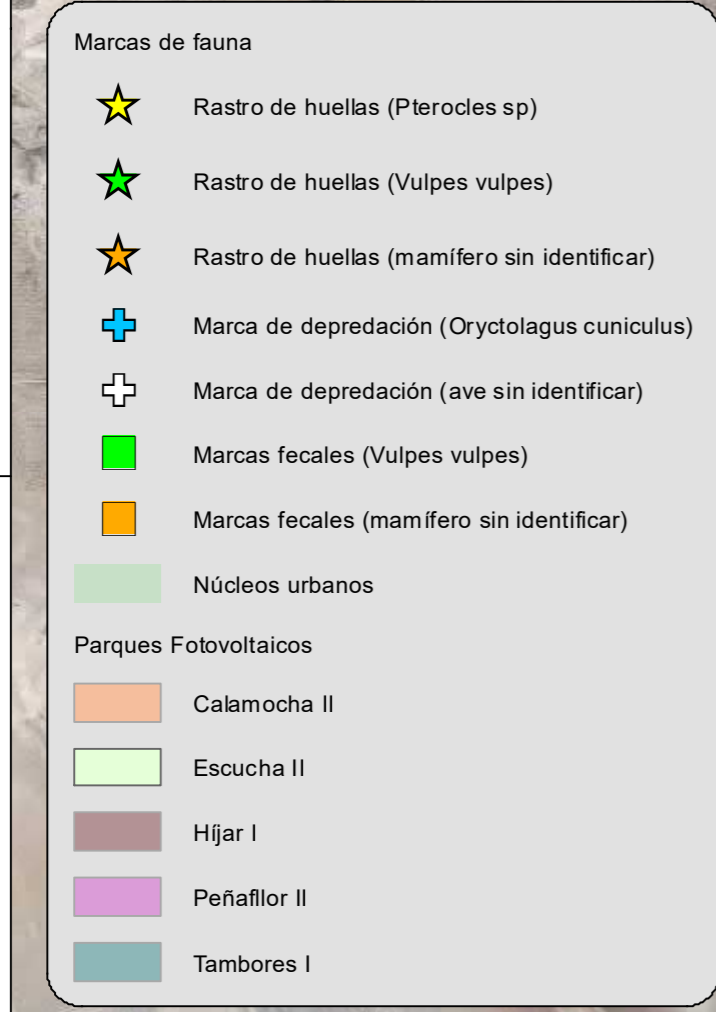 Marcas de fauna
Rastro de huellas (Pterocles sp)
Rastro de huellas (Vulpes vulpes)
Rastro de huellas (mamífero sin identificar)
Marca de depredación (Oryctolagus cuniculus)
Marca de depredación (ave sin identificar)
Marcas fecales (Vulpes vulpes)
Marcas fecales (mamífero sin identificar)
Núcleos urbanos
Parques Fotovoltaicos
Calamocha II
Escucha II
Híjar I
Peñafllor II
Tambores I